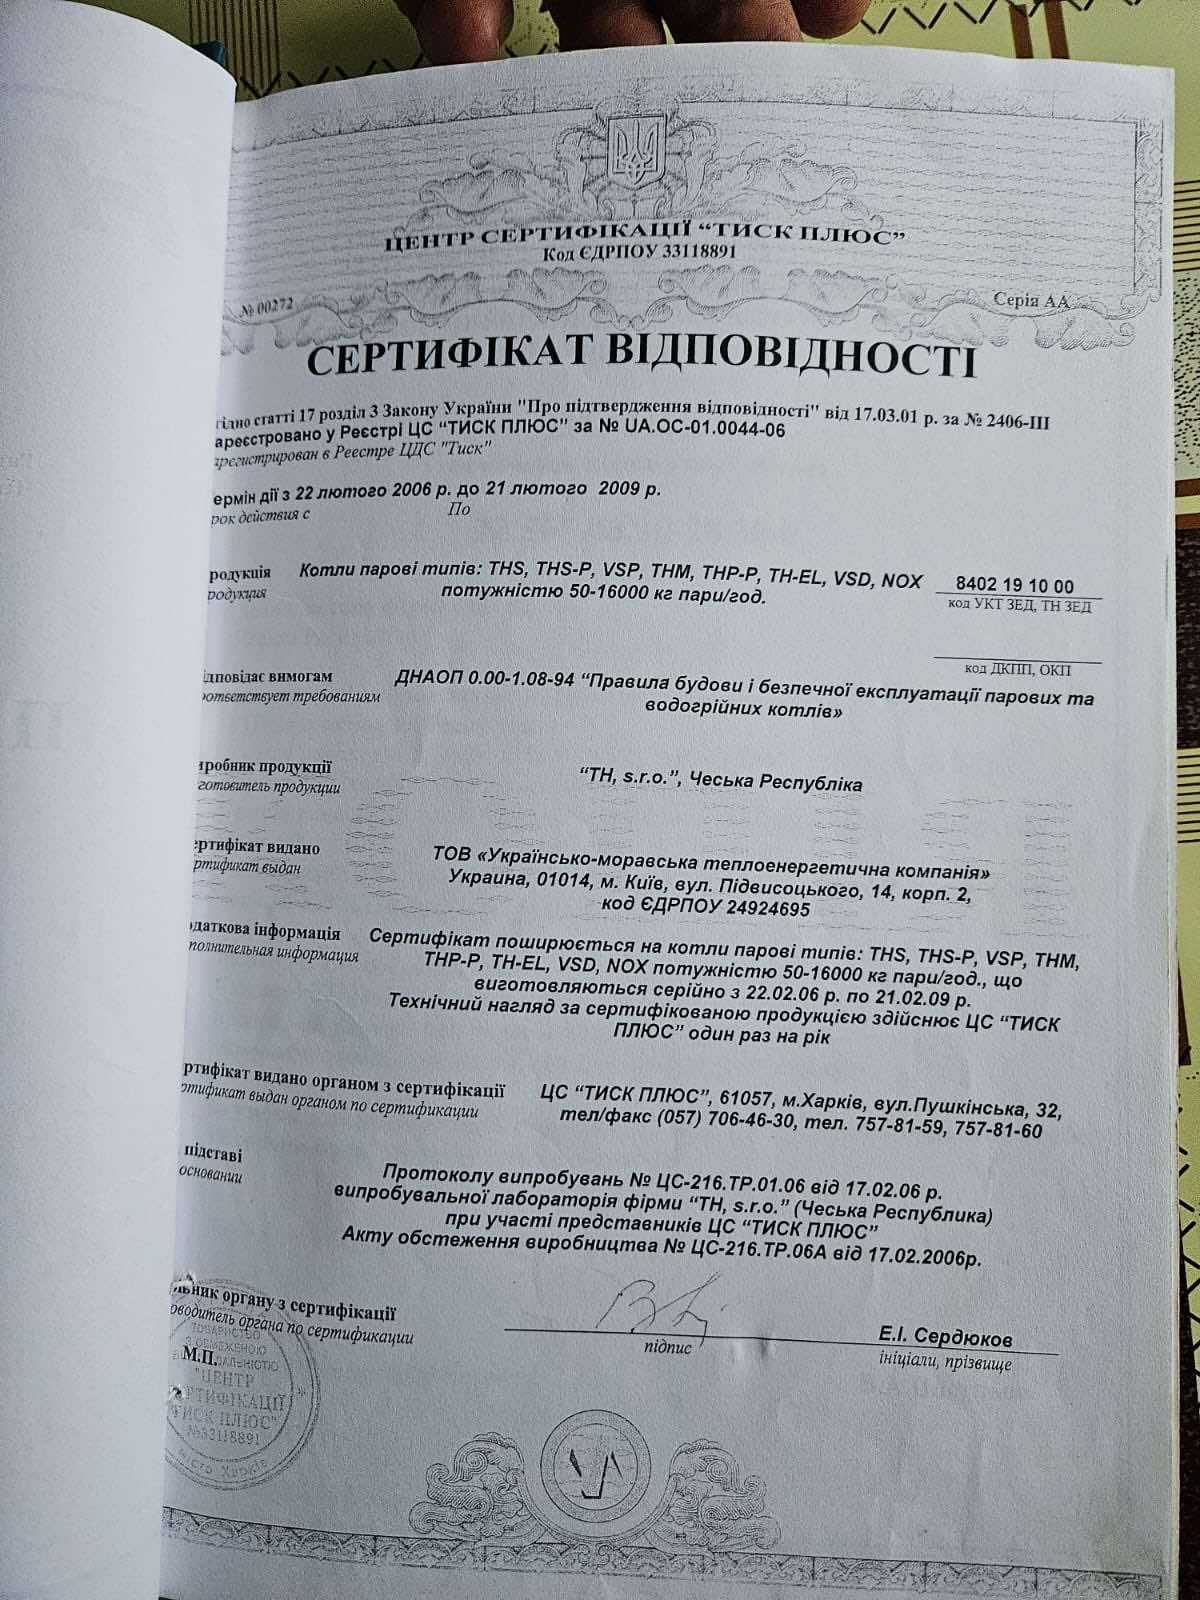 ЦЕНТР СЕРТИФІКАЦІЇ “ТИСК ПЛЮС”
Код ЄДРПОУ 33118891
№ 00272
Серія АА
СЕРТИФІКАТ ВІДПОВІДНОСТІ
гідно статті 17 розділ 3 Закону України "Про підтвердження відповідності" від 17.03.01 р. за № 2406-III
ареєстровано у Реєстрі ЦС “ТИСК ПЛЮС” за № UA.ОС-01.0044-06
арегистрирован в Реестре ЦДС "Тиск"
ермін дії з 22 лютого 2006 р. до 21 лютого 2009 р.
рок действия с По
родукція Котли парові типів: THS, THS-P, VSP, THM, THP-P, TH-EL, VSD, NOX 8402 19 10 00
родукция потужністю 50-16000 кг пари/год. код УКТ ЗЕД, ТН ЗЕД
код ДКПП, ОКП
ідповідає вимогам ДНАОП 0.00-1.08-94 “Правила будови і безпечної експлуатації парових та
оответствует требованиям водогрійних котлів»
иробник продукції “TH, s.r.o.”, Чеська Республіка
готовитель продукции
ертифікат видано ТОВ «Українсько-моравська теплоенергетична компанія»
ертификат выдан Украина, 01014, м. Київ, вул. Підвисоцького, 14, корп. 2,
код ЄДРПОУ 24924695
одаткова інформація Сертифікат поширюється на котли парові типів: THS, THS-P, VSP, THM,
полнительная информация THP-P, TH-EL, VSD, NOX потужністю 50-16000 кг пари/год., що
виготовляються серійно з 22.02.06 р. по 21.02.09 р.
Технічний нагляд за сертифікованою продукцією здійснює ЦС “ТИСК
ПЛЮС” один раз на рік
ртифікат видано органом з сертифікації ЦС “ТИСК ПЛЮС”, 61057, м.Харків, вул.Пушкінська, 32,
ртификат выдан органом по сертификации тел/факс (057) 706-46-30, тел. 757-81-59, 757-81-60
підставі
основании Протоколу випробувань № ЦС-216.ТР.01.06 від 17.02.06 р.
випробувальної лабораторія фірми “TH, s.r.o.” (Чеська Республика)
при участі представників ЦС “ТИСК ПЛЮС”
Акту обстеження виробництва № ЦС-216.ТР.06А від 17.02.2006р.
льник органу з сертифікації
оводитель органа по сертификации
Е.І. Сердюков
підпис ініціали, прізвище
М.П.
ТОВАРИСТВО
З ОБМЕЖЕНОЮ
"ЦЕНТР
СЕРТИФІКАЦІЇ
ТИСК ПЛЮС"
№33118891
місто Харків